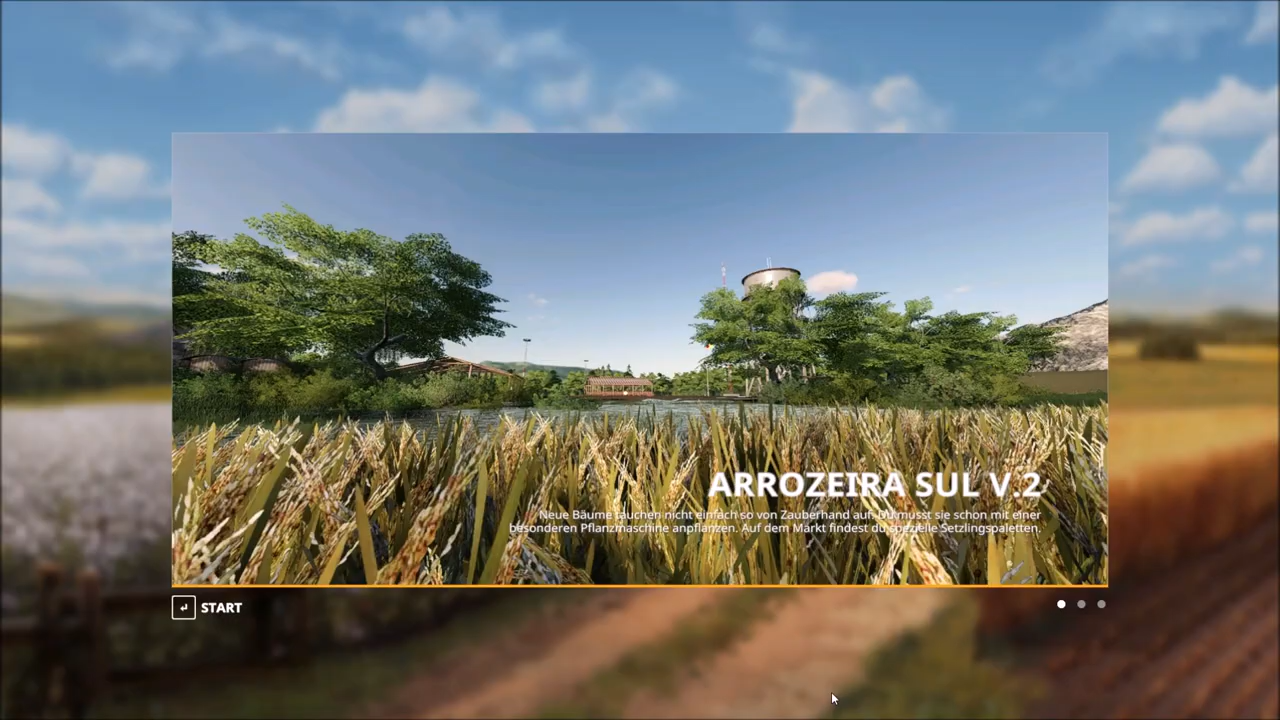 ARROZEIRA SUL V.2
Neue Bäume tauchen nicht einfach so von Zauberhand auf. Du musst sie schon mit einer
besonderen Pflanzmaschine anpflanzen. Auf dem Markt findest du spezielle Setzlingspaletten.
START